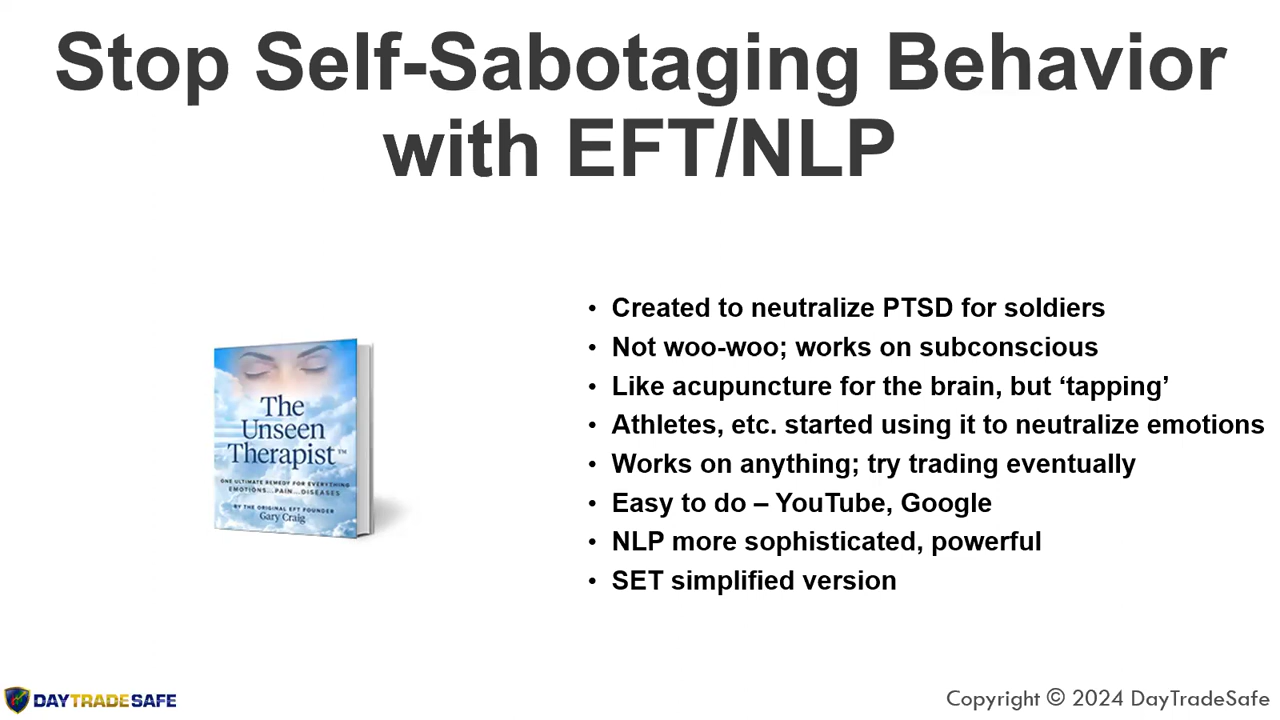 Stop Self-Sabotaging Behavior
with EFT/NLP
The
Unseen
Therapist™
ONE ULTIMATE REMEDY FOR EVERYTHING
EMOTIONS...PAIN...DISEASES
BY THE ORIGINAL EFT FOUNDER
Gary Craig
• Created to neutralize PTSD for soldiers
• Not woo-woo; works on subconscious
• Like acupuncture for the brain, but ‘tapping’
• Athletes, etc. started using it to neutralize emotions
• Works on anything; try trading eventually
• Easy to do – YouTube, Google
• NLP more sophisticated, powerful
• SET simplified version
DAYTRADESAFE
Copyright © 2024 DayTradeSafe